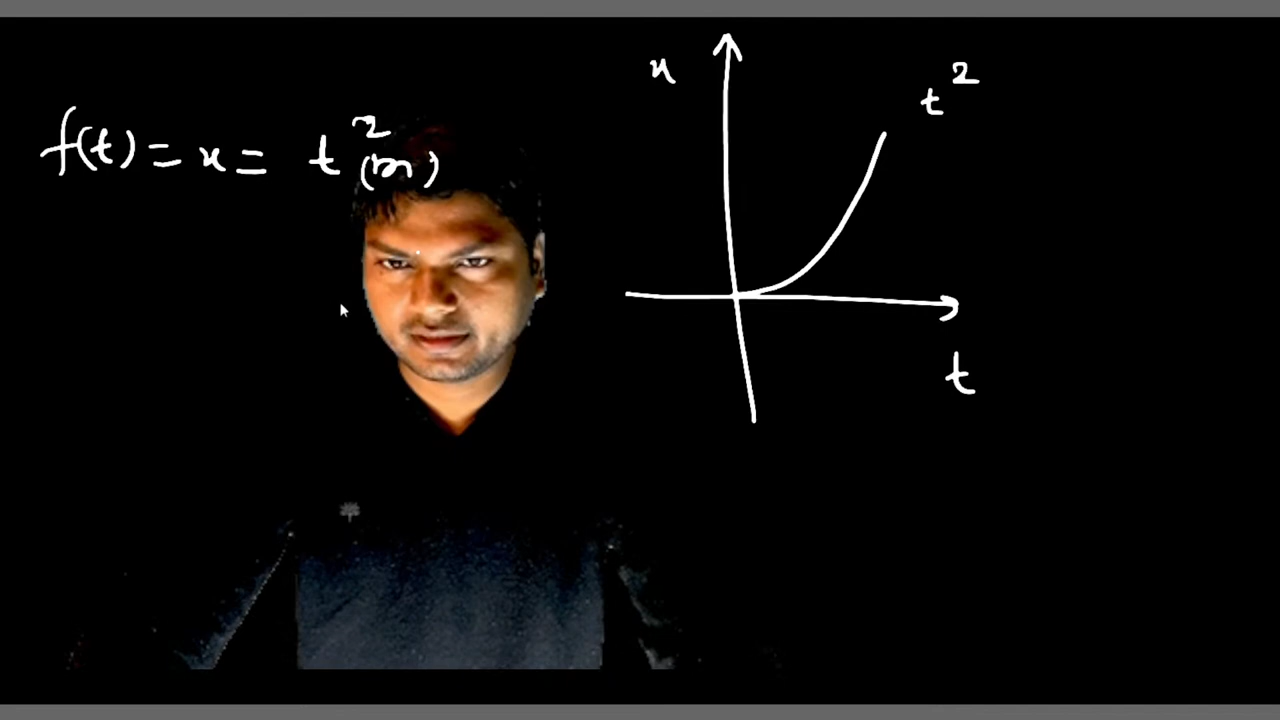 f(t) = x = t² (m)
x
t²
t